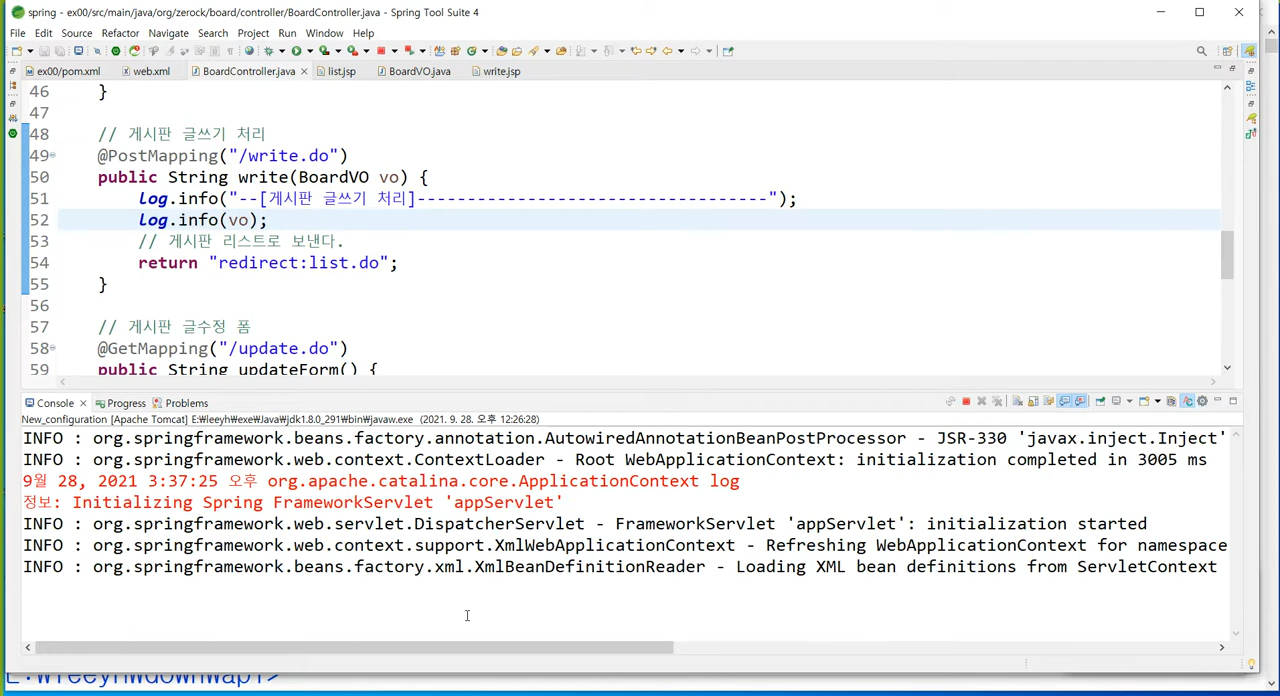 spring - ex00/src/main/java/org/zerock/board/controller/BoardController.java - Spring Tool Suite 4
File Edit Source Refactor Navigate Search Project Run Window Help
ex00/pom.xml web.xml BoardController.java list.jsp BoardVO.java write.jsp
46 }
47
48 // 게시판 글쓰기 처리
49 @PostMapping("/write.do")
50 public String write(BoardVO vo) {
51 log.info("--[게시판 글쓰기 처리]-----------------------------------");
52 log.info(vo);
53 // 게시판 리스트로 보낸다.
54 return "redirect:list.do";
55 }
56
57 // 게시판 글수정 폼
58 @GetMapping("/update.do")
59 public String updateForm() {
Console Progress Problems
New_configuration [Apache Tomcat] E:₩leeyh₩exe₩Java₩jdk1.8.0_291₩bin₩javaw.exe (2021. 9. 28. 오후 12:26:28)
INFO : org.springframework.beans.factory.annotation.AutowiredAnnotationBeanPostProcessor - JSR-330 'javax.inject.Inject'
INFO : org.springframework.web.context.ContextLoader - Root WebApplicationContext: initialization completed in 3005 ms
9월 28, 2021 3:37:25 오후 org.apache.catalina.core.ApplicationContext log
정보: Initializing Spring FrameworkServlet 'appServlet'
INFO : org.springframework.web.servlet.DispatcherServlet - FrameworkServlet 'appServlet': initialization started
INFO : org.springframework.web.context.support.XmlWebApplicationContext - Refreshing WebApplicationContext for namespace
INFO : org.springframework.beans.factory.xml.XmlBeanDefinitionReader - Loading XML bean definitions from ServletContext